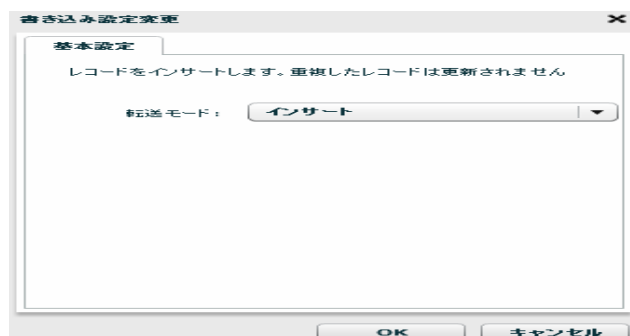 書き込み設定変更
基本設定
レコードをインサートします。重複したレコードは更新されません
転送モード： インサート
OK キャンセル